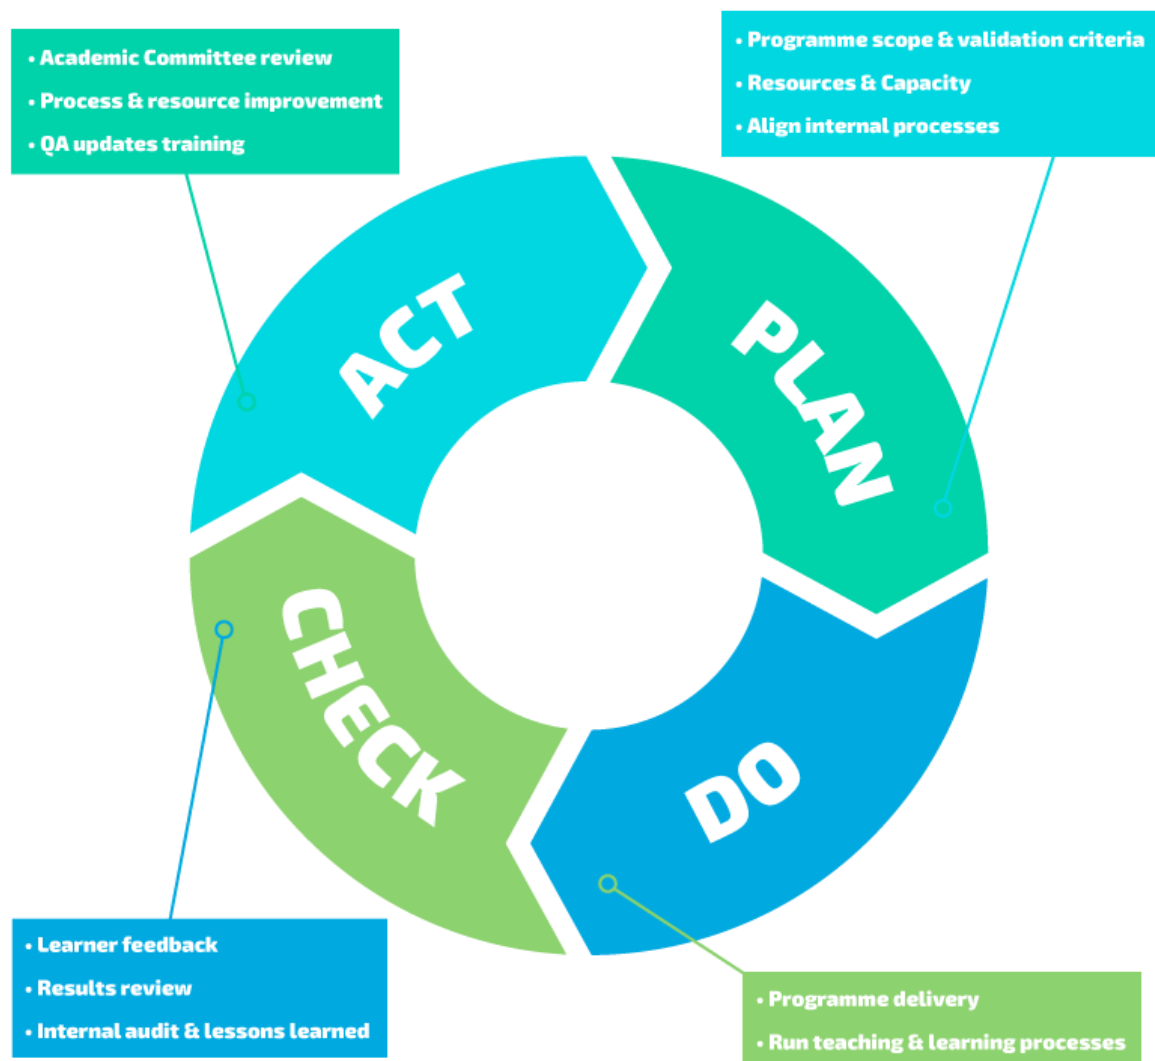 • Academic Committee review
• Process & resource improvement
• QA updates training
• Programme scope & validation criteria
• Resources & Capacity
• Align internal processes
ACT
PLAN
CHECK
DO
• Learner feedback
• Results review
• Internal audit & lessons learned
• Programme delivery
• Run teaching & learning processes